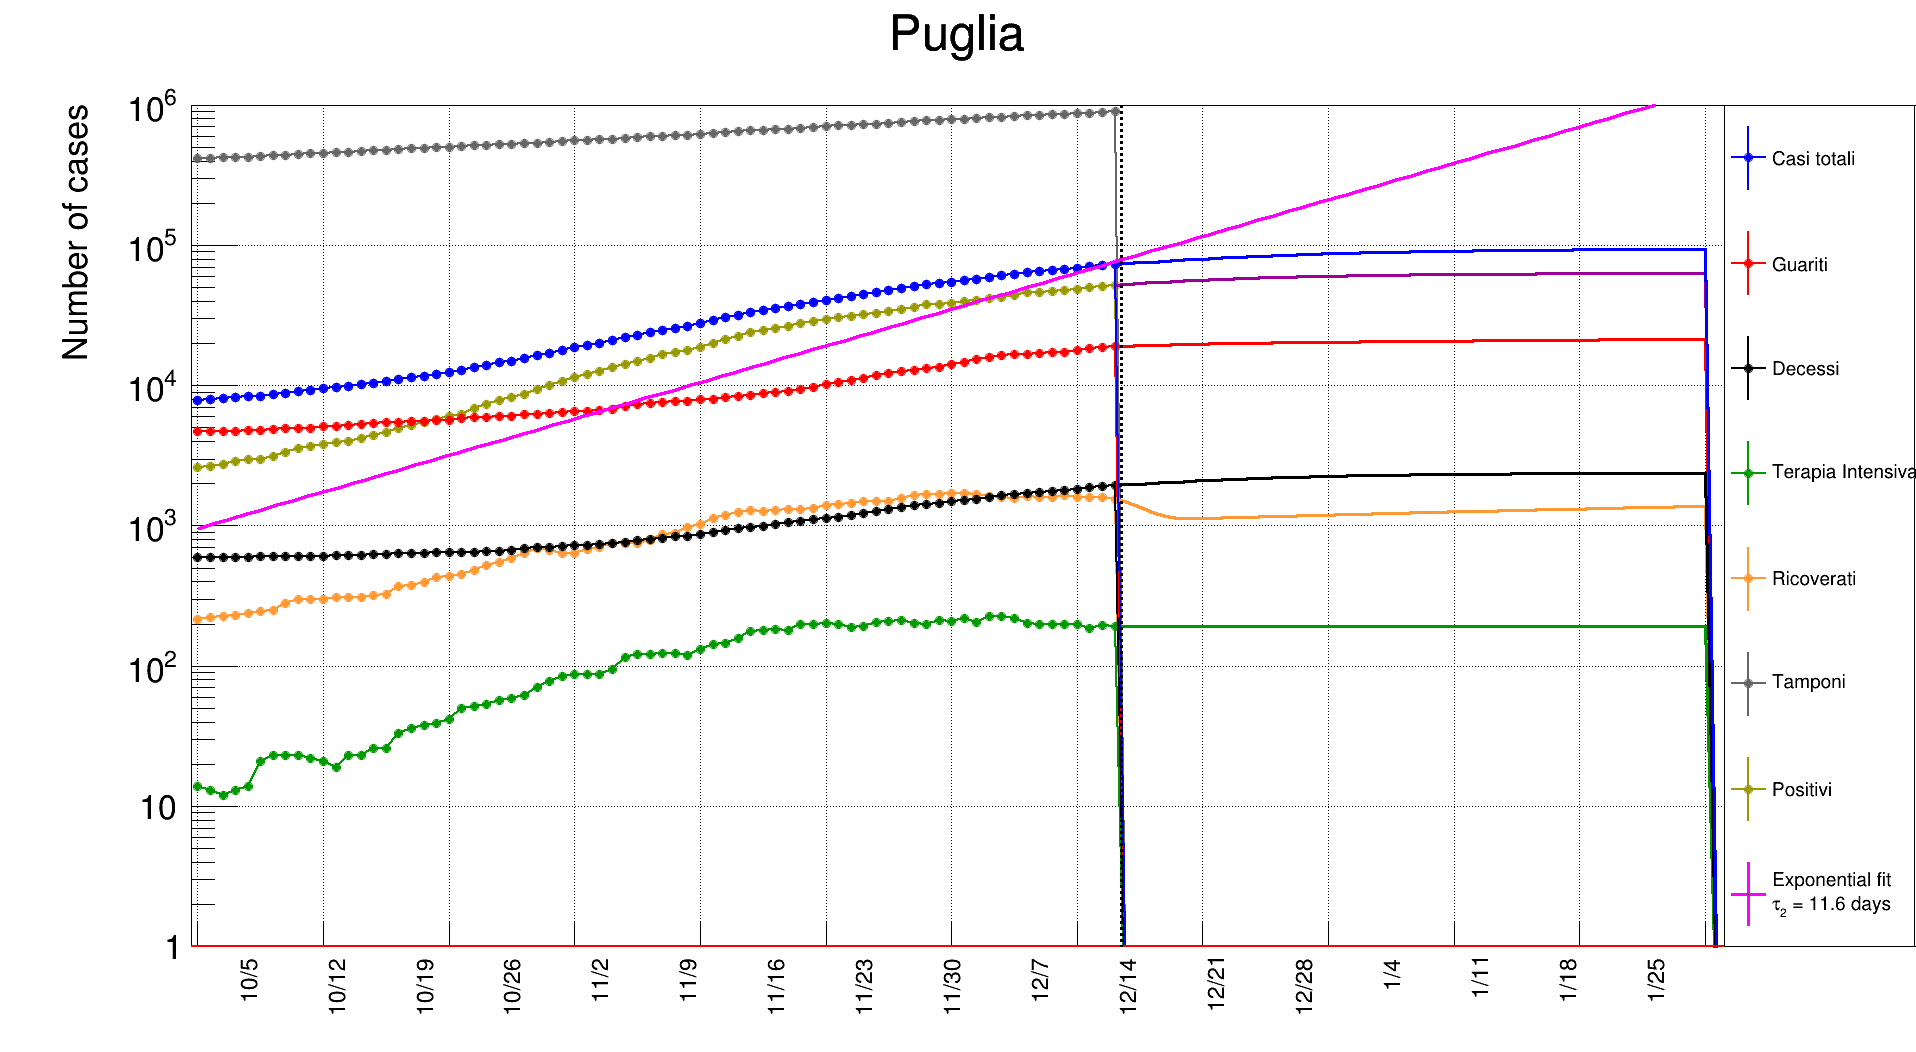 Puglia
Number of cases
10^6
10^5
10^4
10^3
10^2
10
1
10/5
10/12
10/19
10/26
11/2
11/9
11/16
11/23
11/30
12/7
12/14
12/21
12/28
1/4
1/11
1/18
1/25
Casi totali
Guariti
Decessi
Terapia Intensiva
Ricoverati
Tamponi
Positivi
Exponential fit
τ_2 = 11.6 days